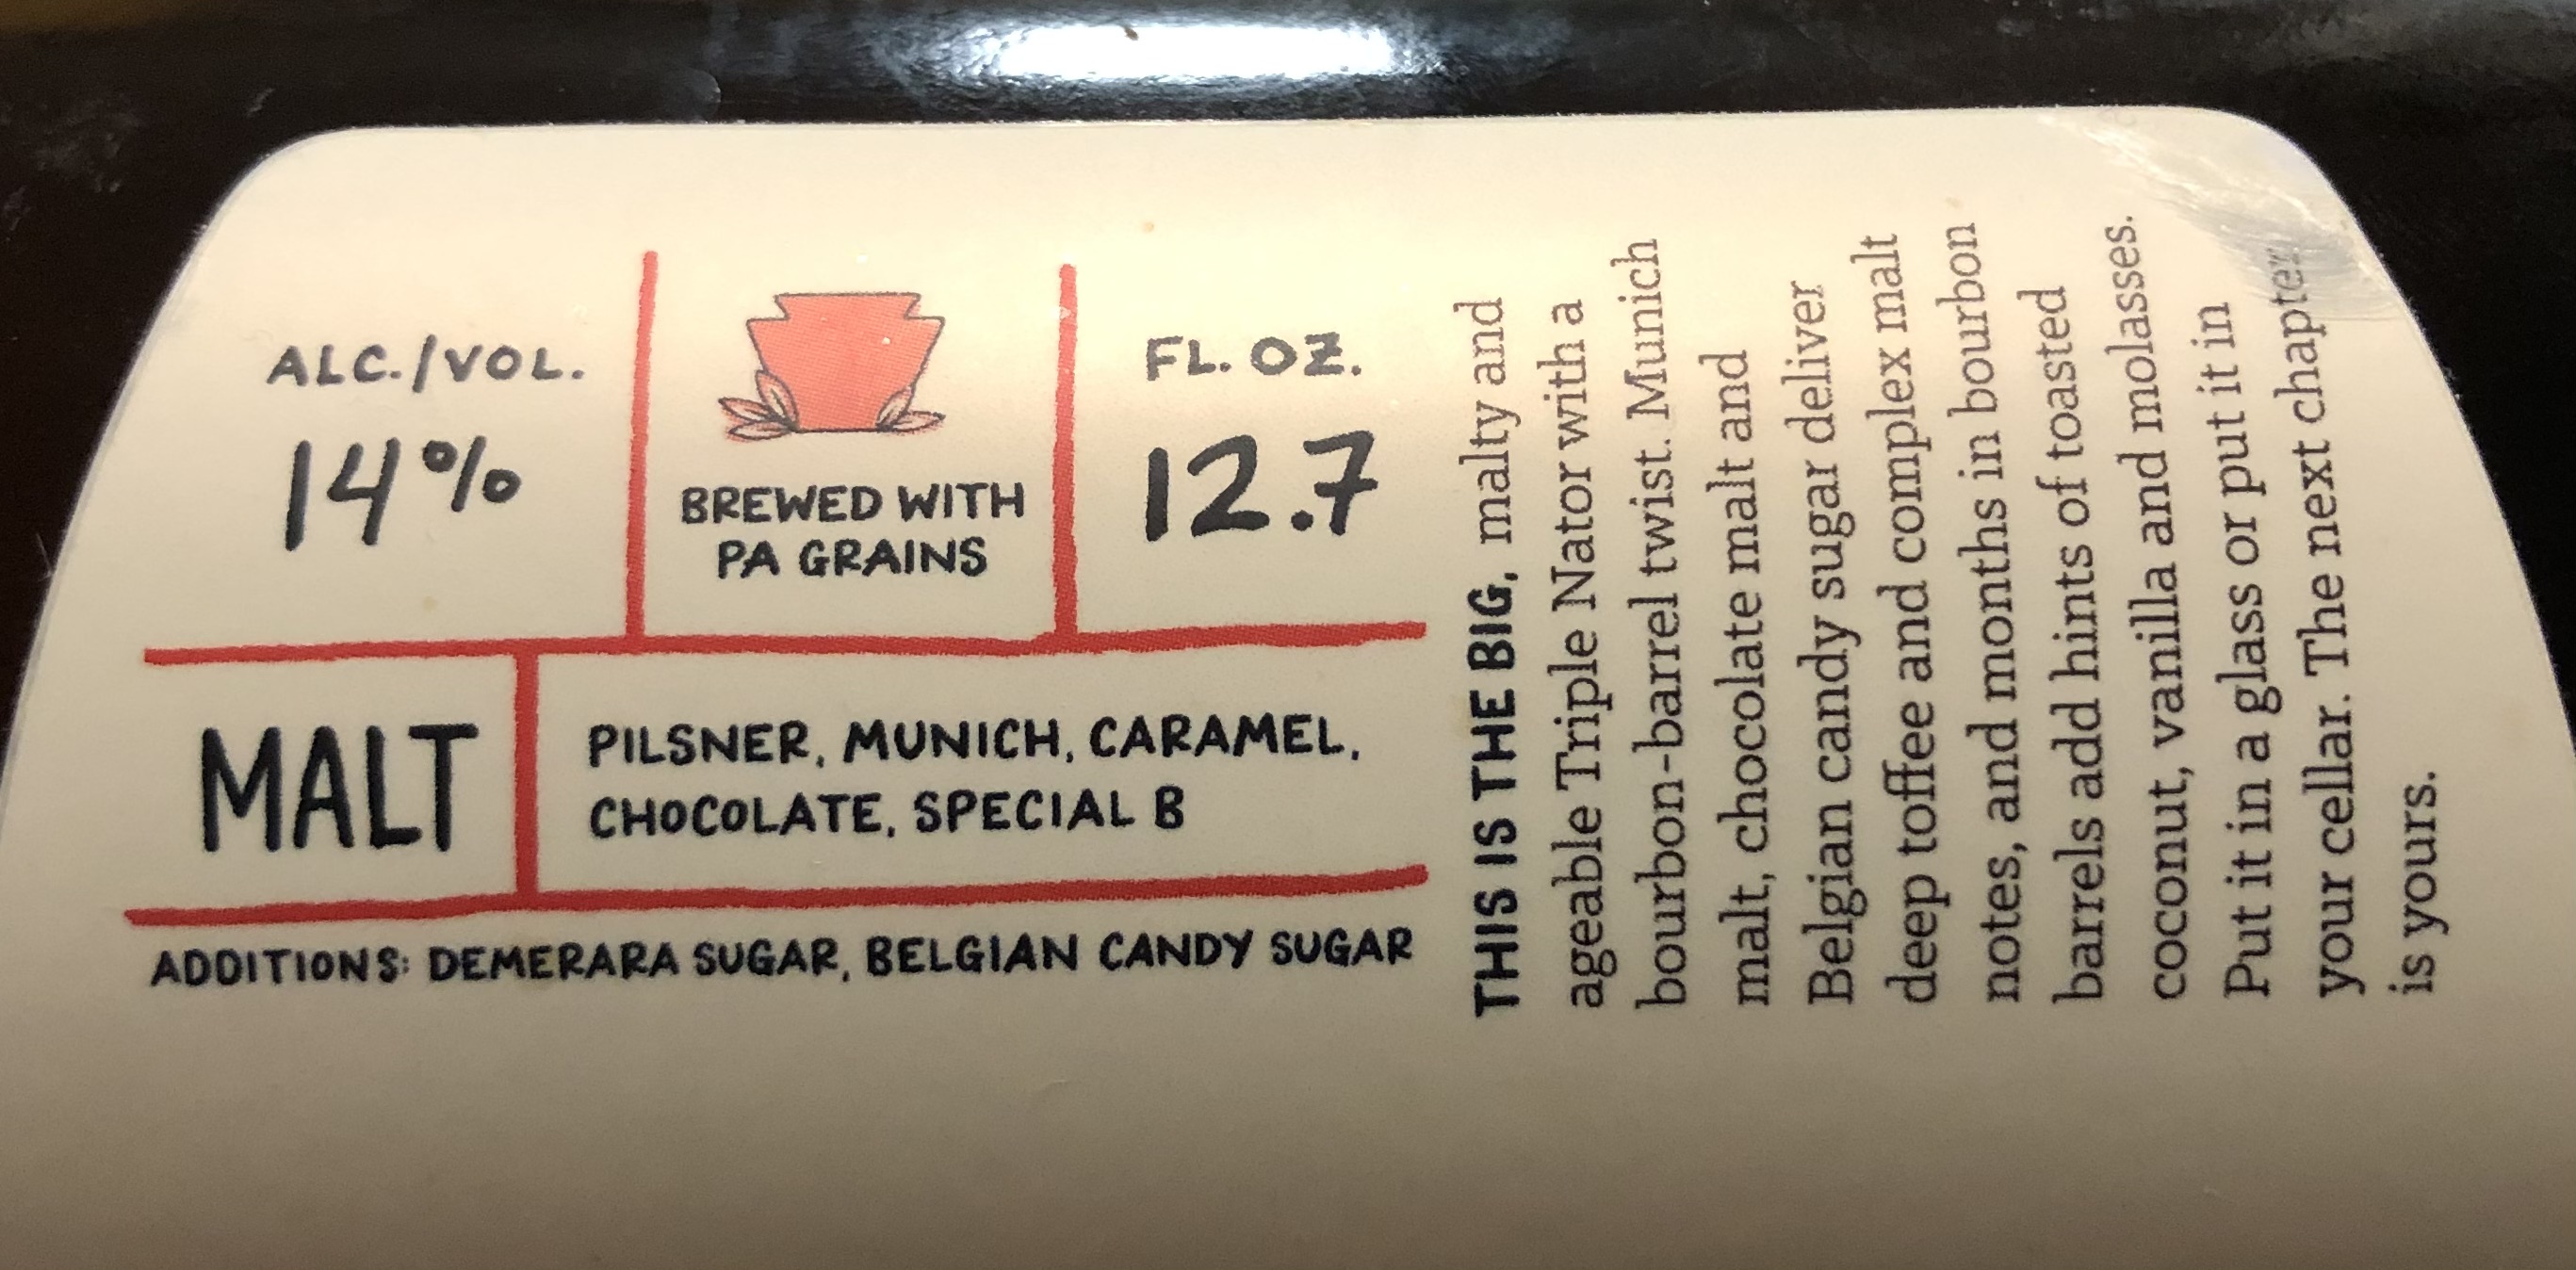 ALC./VOL.
14%
BREWED WITH
PA GRAINS
FL. OZ.
12.7
MALT
PILSNER, MUNICH, CARAMEL,
CHOCOLATE, SPECIAL B
ADDITIONS: DEMERARA SUGAR, BELGIAN CANDY SUGAR
THIS IS THE BIG, malty and
ageable Triple Nator with a
bourbon-barrel twist. Munich
malt, chocolate malt and
Belgian candy sugar deliver
deep toffee and complex malt
notes, and months in bourbon
barrels add hints of toasted
coconut, vanilla and molasses.
Put it in a glass or put it in
your cellar. The next chapter
is yours.